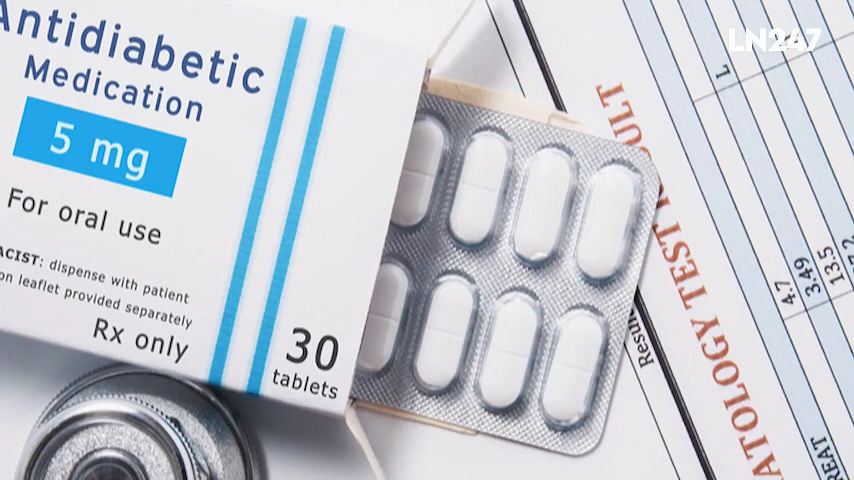 Antidiabetic
Medication
5 mg
For oral use
ACIST: dispense with patient
on leaflet provided separately
Rx only
30
tablets
LN247
L
ATOLOGY TEST RESULT
Resu
4.7
3.49
13.5
REAT